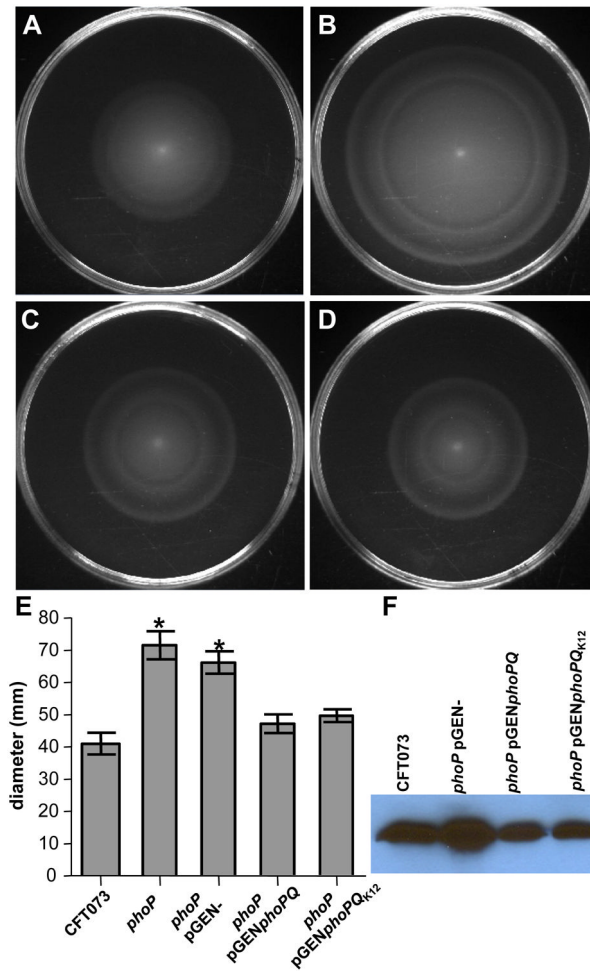 A
B
C
D
E
80
70
60
50
40
30
20
10
0
diameter (mm)
*
*
CFT073
phoP
phoP
pGEN-
phoP
pGENphoPQ
phoP
pGENphoPQK12
F
CFT073
phoP pGEN-
phoP pGENphoPQ
phoP pGENphoPQK12